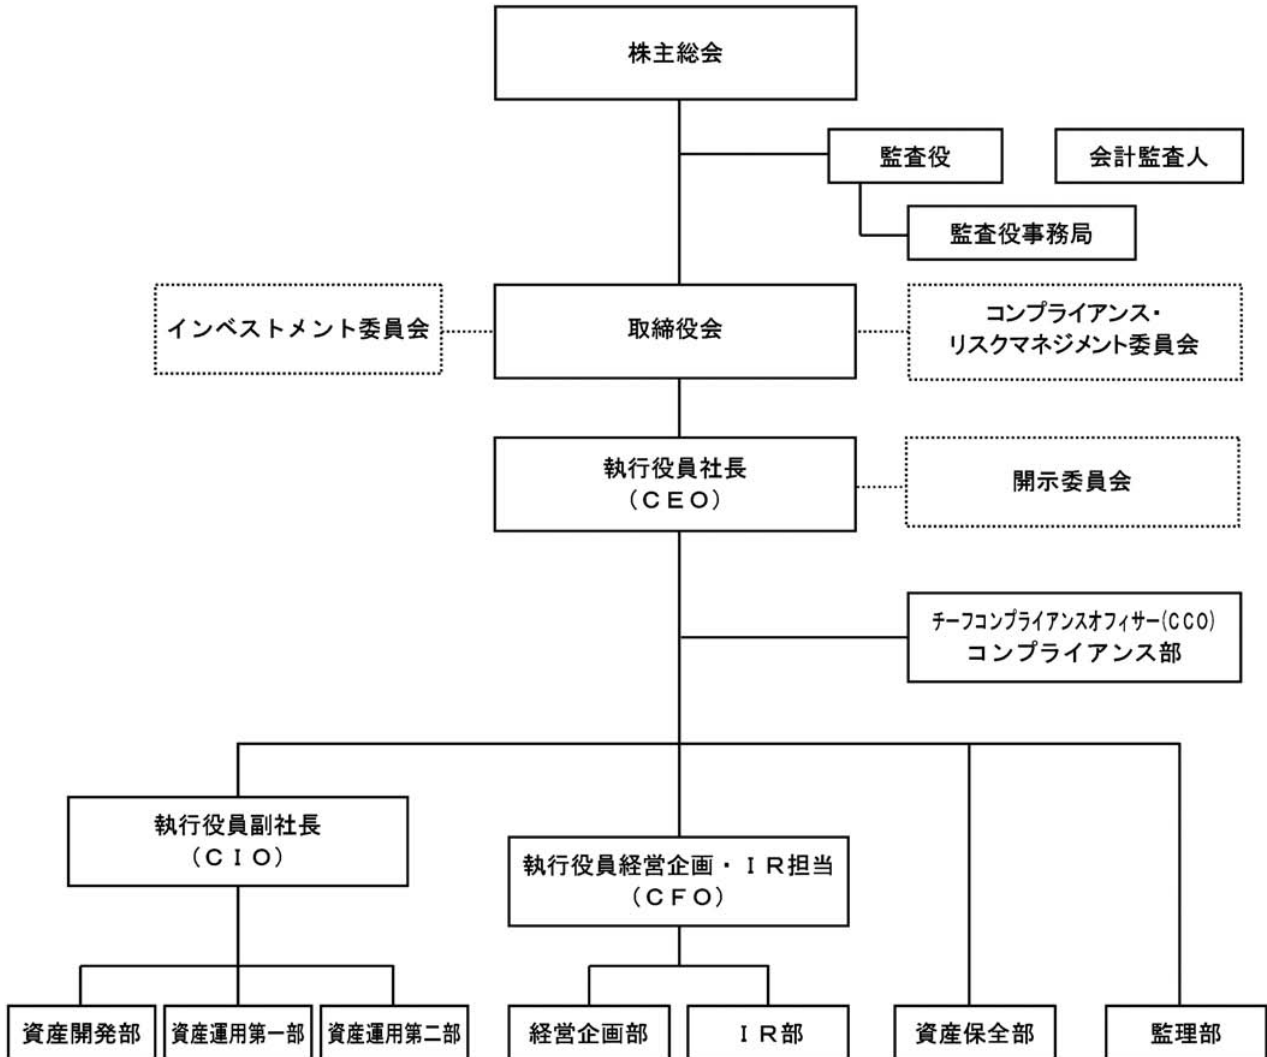 株主総会
監査役
会計監査人
監査役事務局
インベストメント委員会
取締役会
コンプライアンス・
リスクマネジメント委員会
執行役員社長
(ＣＥＯ)
開示委員会
チーフコンプライアンスオフィサー(CCO)
コンプライアンス部
執行役員副社長
(ＣＩＯ)
執行役員経営企画・ＩＲ担当
(ＣＦＯ)
資産開発部
資産運用第一部
資産運用第二部
経営企画部
ＩＲ部
資産保全部
監理部